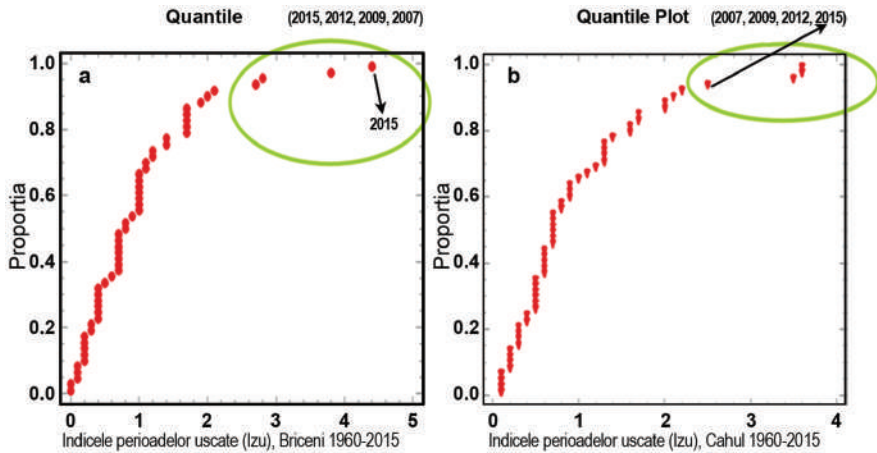 Quantile (2015, 2012, 2009, 2007)
a
2015
Proportia
1.0
0.8
0.6
0.4
0.2
0.0
0 1 2 3 4 5
Indicele perioadelor uscate (Izu), Briceni 1960-2015
Quantile Plot (2007, 2009, 2012, 2015)
b
Proportia
1.0
0.8
0.6
0.4
0.2
0.0
0 1 2 3 4
Indicele perioadelor uscate (Izu), Cahul 1960-2015